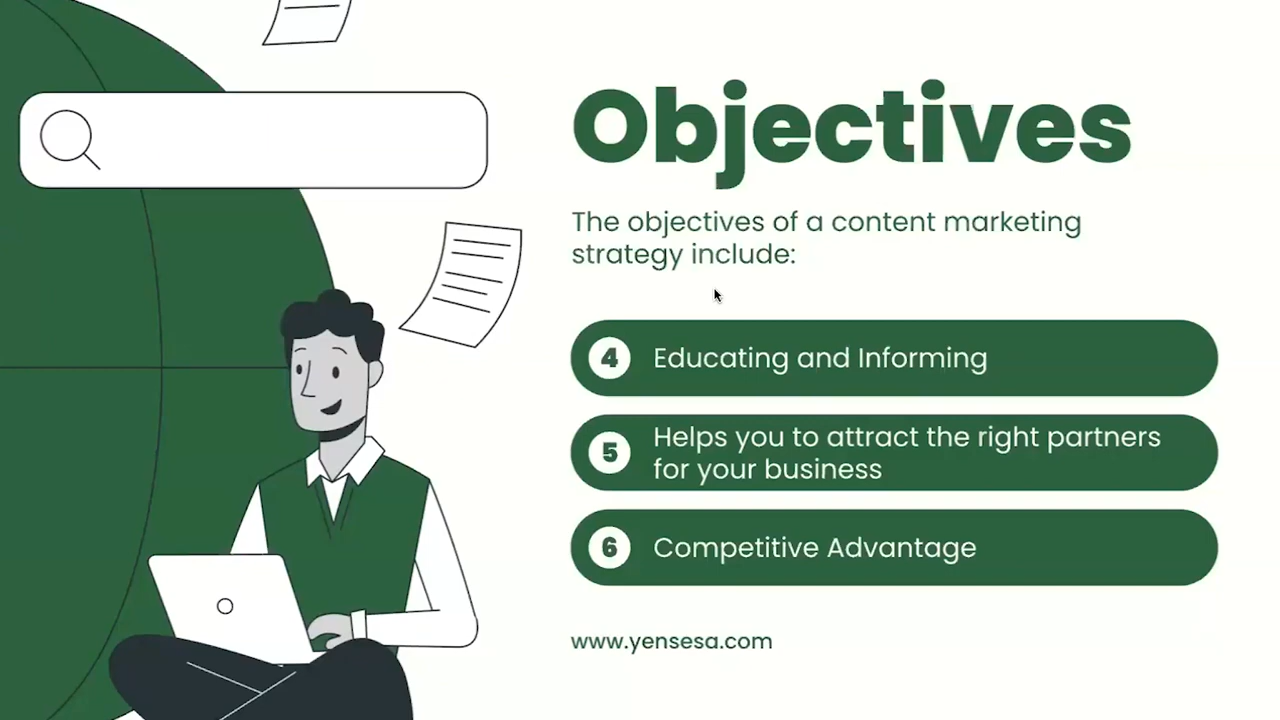 Objectives
The objectives of a content marketing
strategy include:
4 Educating and Informing
5 Helps you to attract the right partners
for your business
6 Competitive Advantage
www.yensesa.com